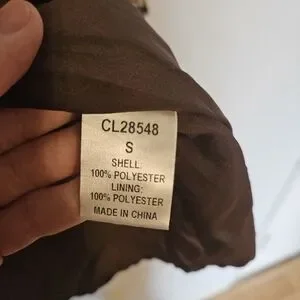 CL28548
S
SHELL:
100% POLYESTER
LINING:
100% POLYESTER
MADE IN CHINA